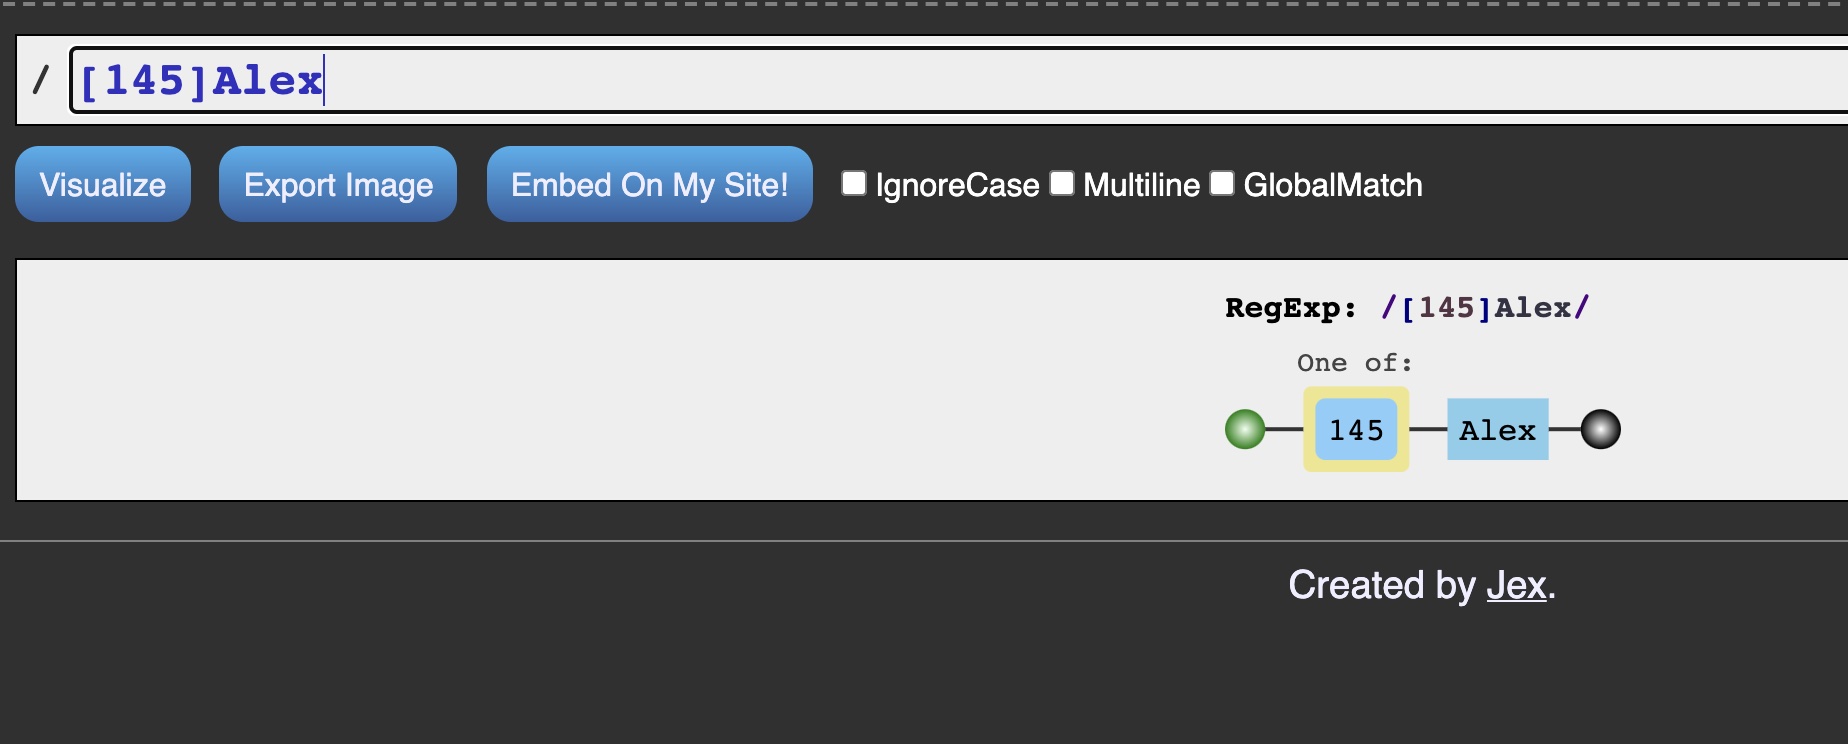 / [145]Alex
Visualize Export Image Embed On My Site! IgnoreCase Multiline GlobalMatch
RegExp: /[145]Alex/
One of:
145 Alex
Created by Jex.